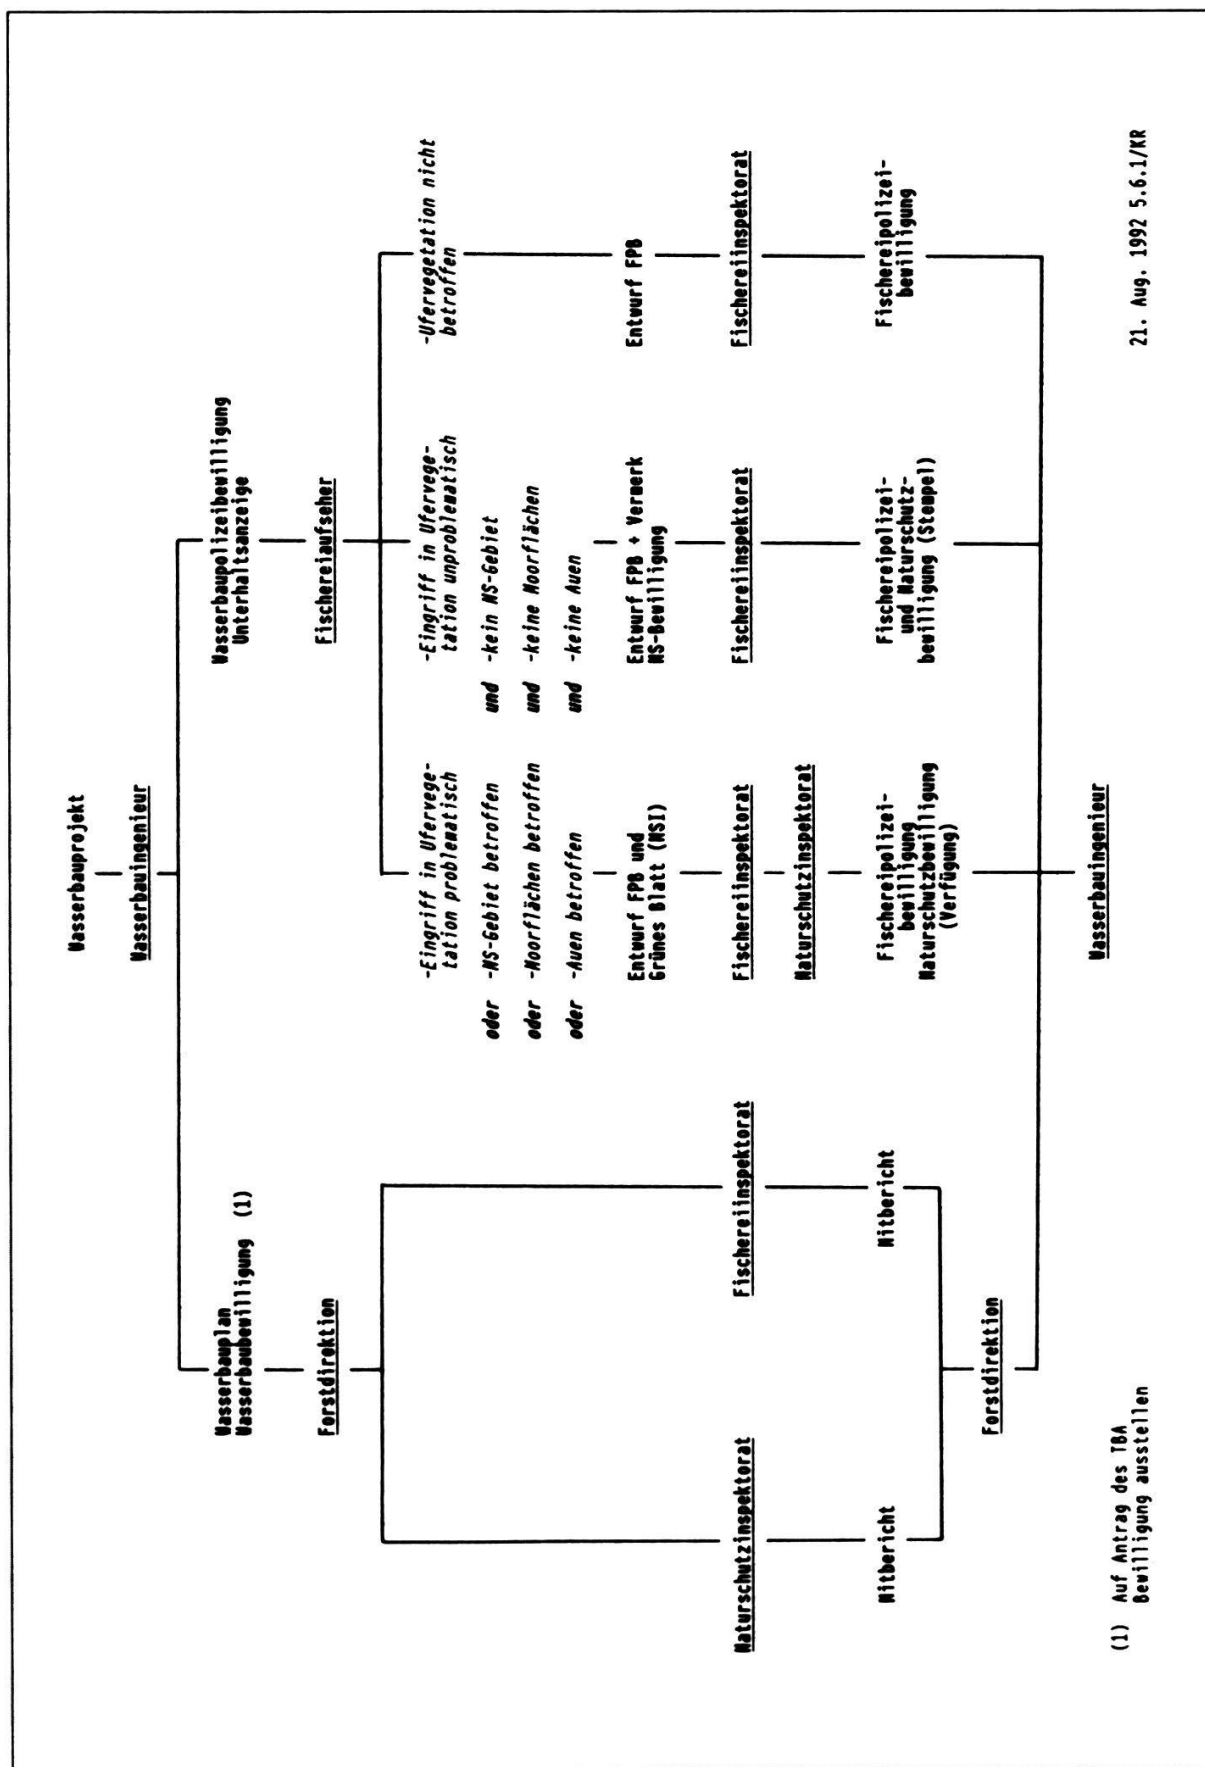 Wasserbauprojekt
Wasserbauingenieur
Wasserbauplan
Wasserbaubewilligung (1)
Forstdirektion
Naturschutzinspektorat
Mitbericht
Fischereiinspektorat
Mitbericht
Forstdirektion
Wasserbaupolizeibewilligung
Unterhaltsanzeige
Fischereiaufseher
-Eingriff in Ufervege-
tation problematisch
oder -NS-Gebiet betroffen
oder -Moorflächen betroffen
oder -Auen betroffen
Entwurf FPB und
Grünes Blatt (NSI)
Fischereiinspektorat
Naturschutzinspektorat
Fischereipolizei-
bewilligung
Naturschutzbewilligung
(Verfügung)
-Eingriff in Ufervege-
tation unproblematisch
und -kein NS-Gebiet
und -keine Moorflächen
und -keine Auen
Entwurf FPB + Vermerk
NS-Bewilligung
Fischereiinspektorat
Fischereipolizei-
und Naturschutz-
bewilligung (Stempel)
-Ufervegetation nicht
betroffen
Entwurf FPB
Fischereiinspektorat
Fischereipolizei-
bewilligung
Wasserbauingenieur
(1) Auf Antrag des TBA
Bewilligung ausstellen
21. Aug. 1992 5.6.1/KR